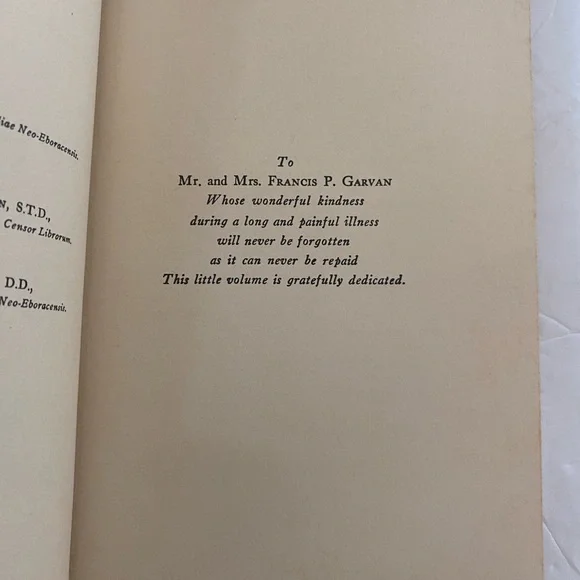 Neo-Eboracensis.
S.T.D.,
Censor Librorum.
D.D.,
Neo-Eboracensis.
To
Mr. and Mrs. Francis P. Garvan
Whose wonderful kindness
during a long and painful illness
will never be forgotten
as it can never be repaid
This little volume is gratefully dedicated.